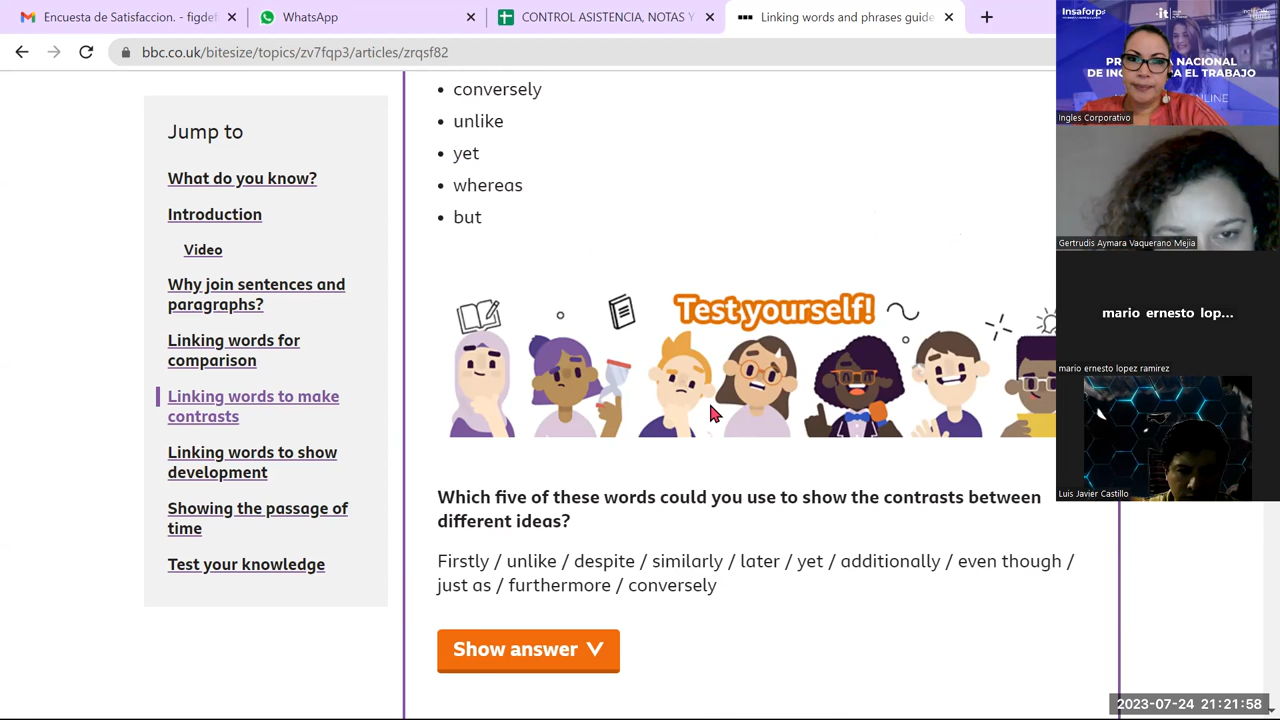 Encuesta de Satisfaccion. - figdef
WhatsApp
ASISTENCIA, NOTAS Y
Linking words and phrases guide
bbc.co.uk/bitesize/topics/zv7fqp3/articles/zrqsf82
Jump to
What do you know?
Introduction
Video
Why join sentences and
paragraphs?
Linking words for
comparison
Linking words to make
contrasts
Linking words to show
development
Showing the passage of
time
Test your knowledge
• conversely
• unlike
• yet
• whereas
• but
Test yourself!
Which five of these words could you use to show the contrasts between
different ideas?
Firstly / unlike / despite / similarly / later / yet / additionally / even though /
just as / furthermore / conversely
Show answer
Insaforp
it
NACIONAL
DE
EL TRABAJO
Ingles Corporativo
Gertrudis Aymara Vaquerano Mejia
mario ernesto lop...
mario ernesto lopez ramirez
Luis Javier Castillo
2023-07-24 21:21:58